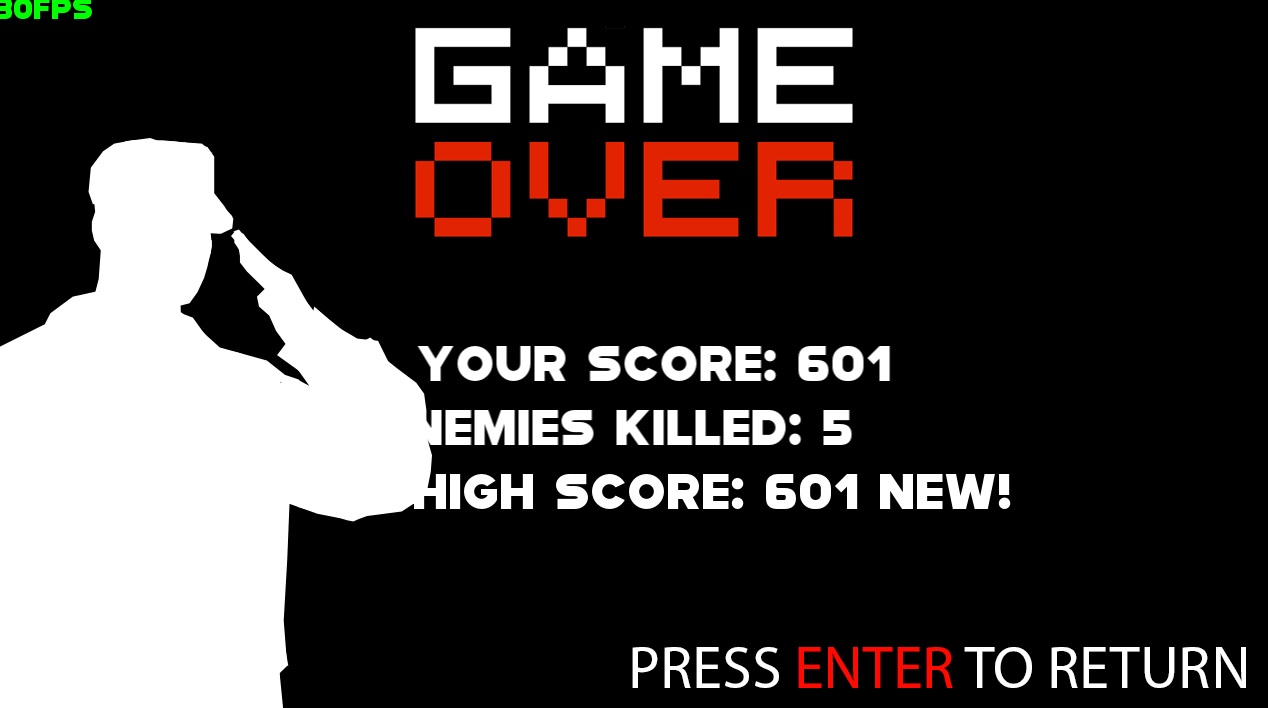 30FPS
GAME
OVER
YOUR SCORE: 601
NEMIES KILLED: 5
HIGH SCORE: 601 NEW!
PRESS ENTER TO RETURN